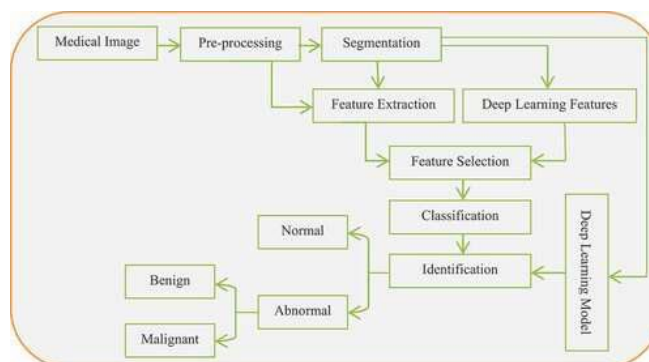 Medical Image
Pre-processing
Segmentation
Feature Extraction
Deep Learning Features
Feature Selection
Classification
Deep Learning Model
Normal
Identification
Benign
Abnormal
Malignant